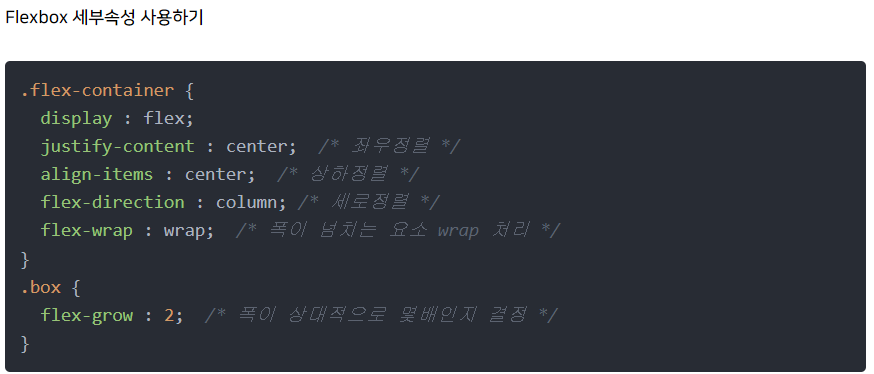 Flexbox 세부속성 사용하기
.flex-container {
  display : flex;
  justify-content : center;  /* 좌우정렬 */
  align-items : center;  /* 상하정렬 */
  flex-direction : column; /* 세로정렬 */
  flex-wrap : wrap;  /* 폭이 넘치는 요소 wrap 처리 */
}
.box {
  flex-grow : 2;  /* 폭이 상대적으로 몇배인지 결정 */
}